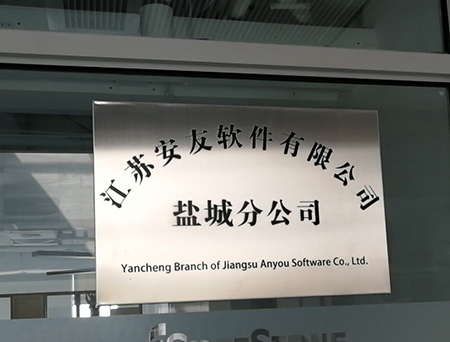 江苏安友软件有限公司
盐城分公司
Yancheng Branch of Jiangsu Anyou Software Co., Ltd.